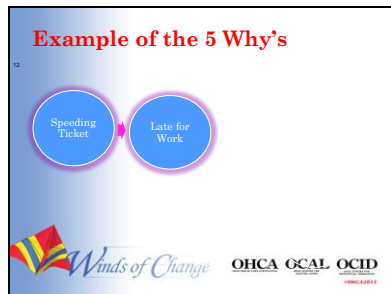 Example of the 5 Why's
12
Speeding
Ticket
Late for
Work
Winds of Change
OHCA OCAL OCID